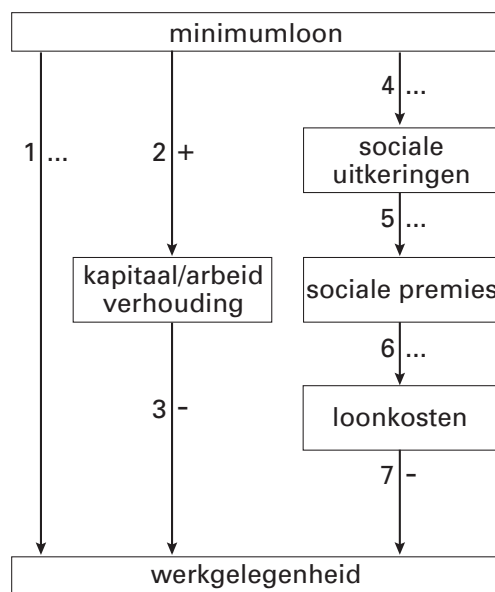 minimumloon
4 ...
1 ...
2 +
sociale
uitkeringen
5 ...
kapitaal/arbeid
verhouding
sociale premies
6 ...
3 -
loonkosten
7 -
werkgelegenheid